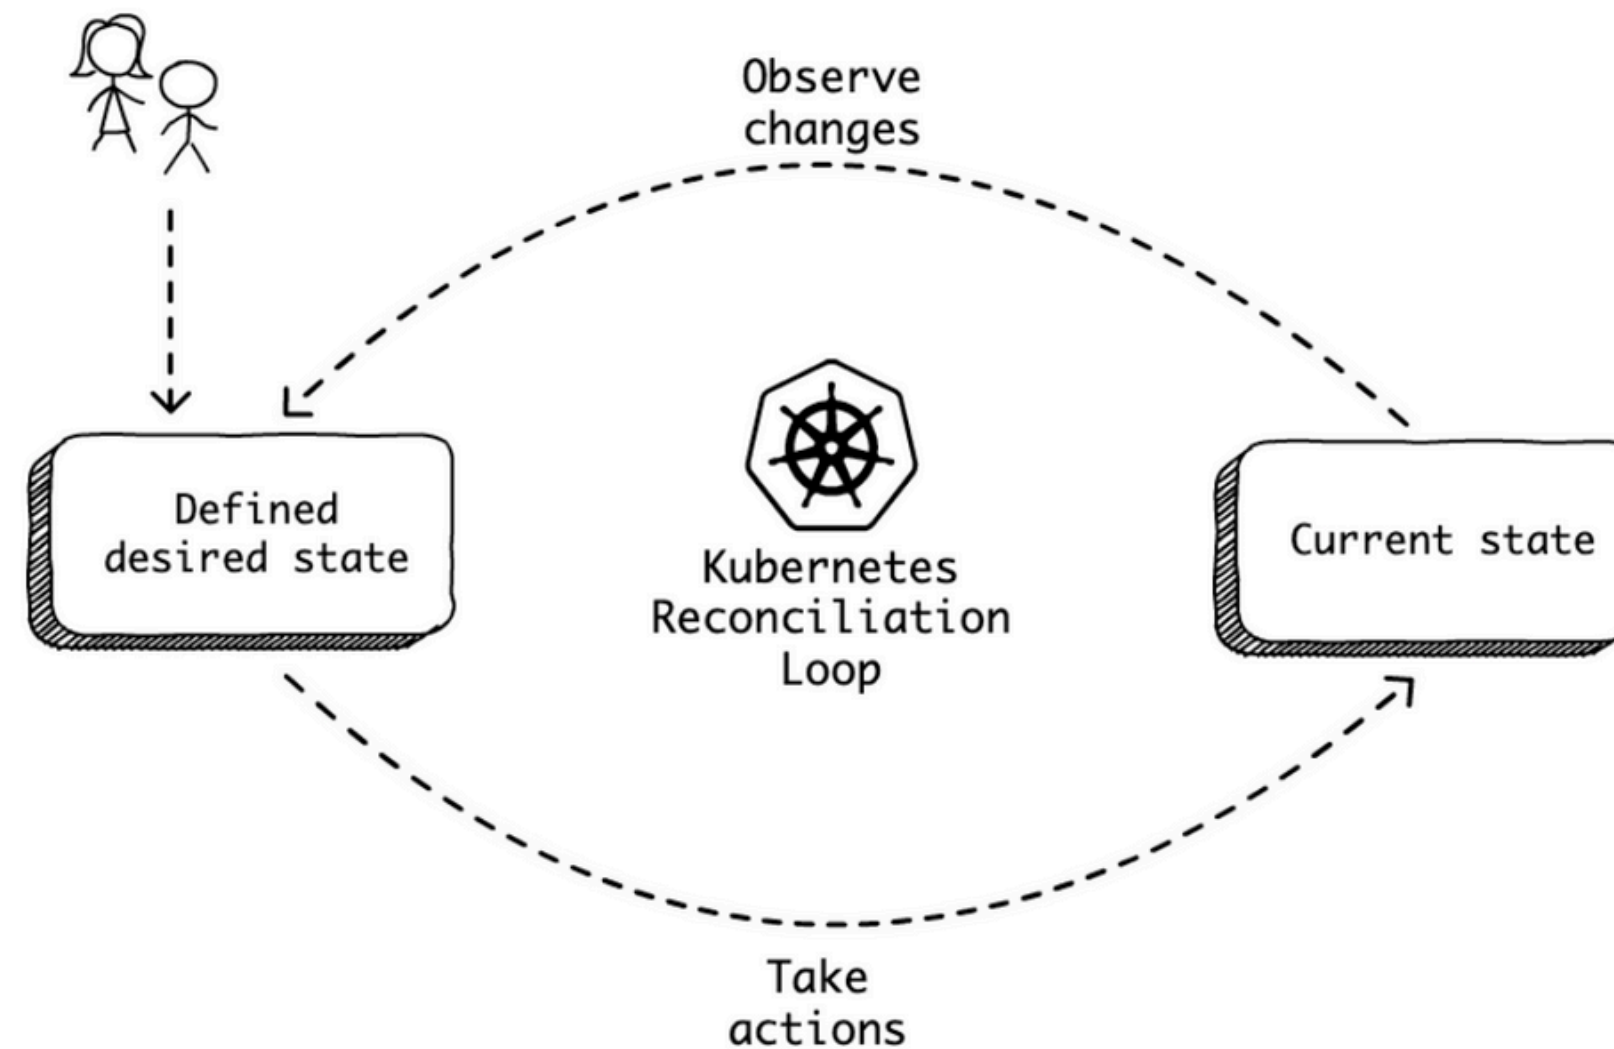 Observe
changes
Defined
desired state
Kubernetes
Reconciliation
Loop
Current state
Take
actions